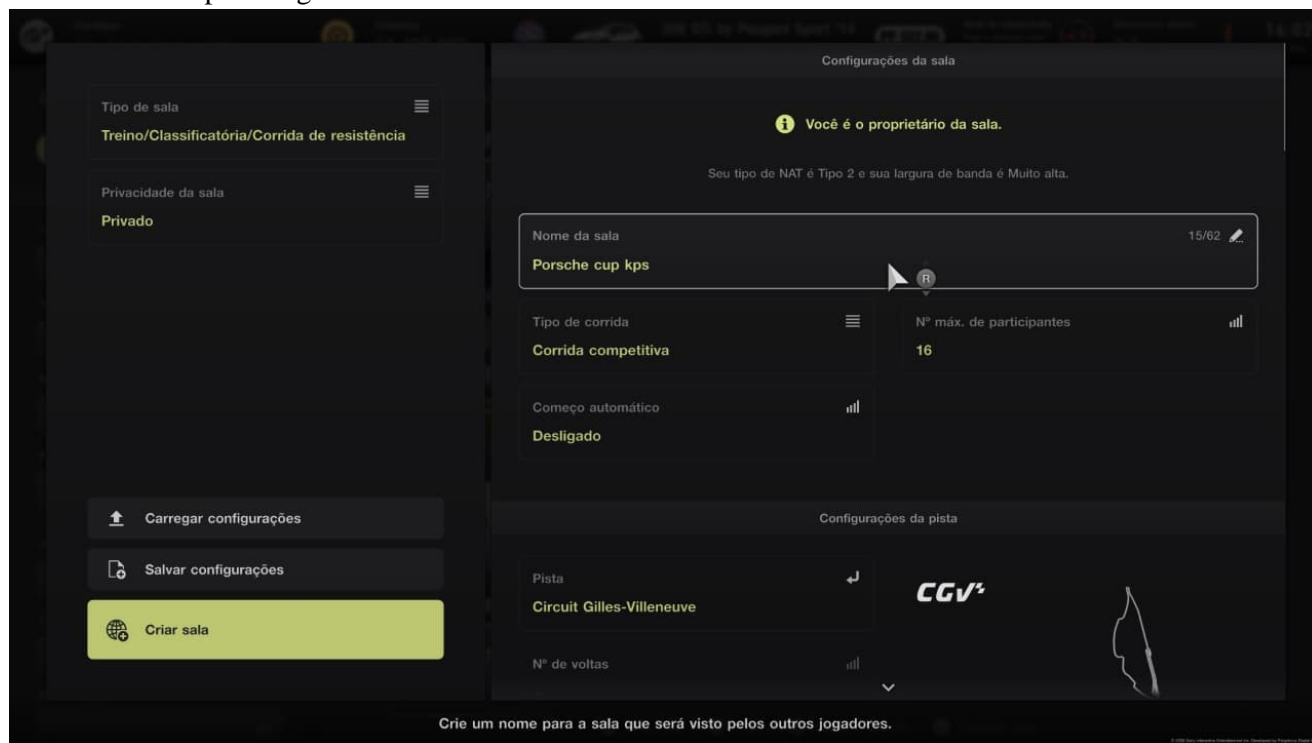 Configurações da sala
Tipo de sala
Treino/Classificatória/Corrida de resistência
Privacidade da sala
Privado
Você é o proprietário da sala.
Seu tipo de NAT é Tipo 2 e sua largura de banda é Muito alta.
Nome da sala
15/62
Porsche cup kps
R
Tipo de corrida
Corrida competitiva
Nº máx. de participantes
16
Começo automático
Desligado
Carregar configurações
Salvar configurações
Criar sala
Configurações da pista
Pista
Circuit Gilles-Villeneuve
CGV
Nº de voltas
Crie um nome para a sala que será visto pelos outros jogadores.